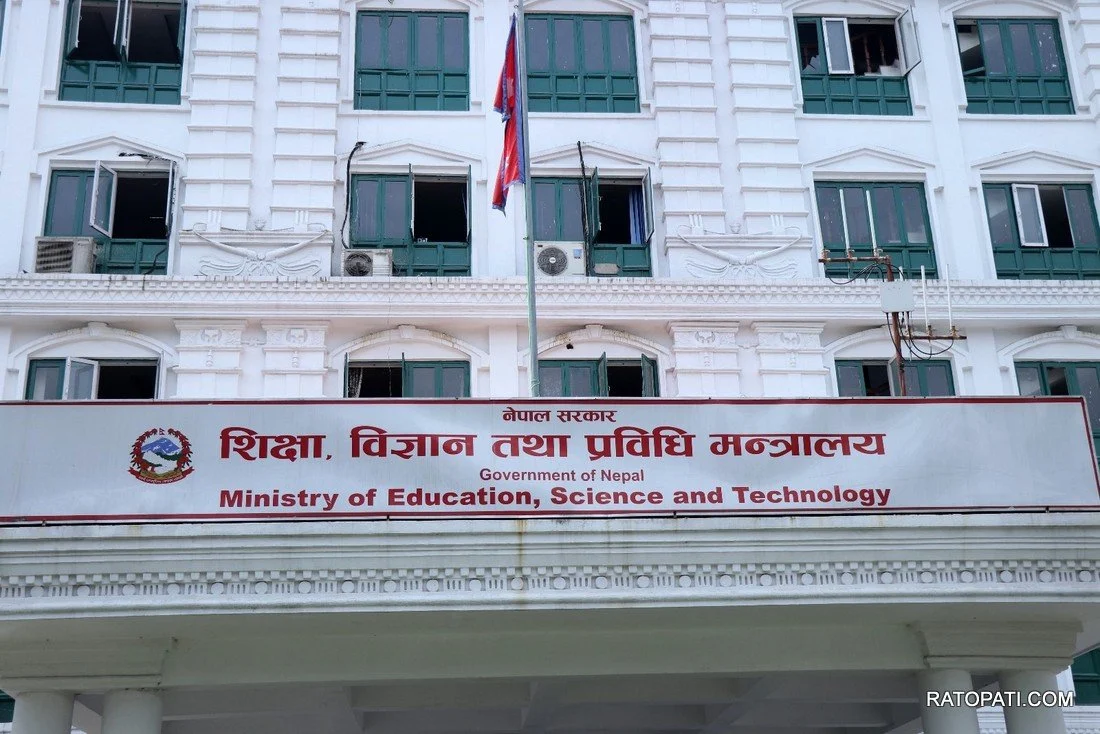 नेपाल सरकार
शिक्षा, विज्ञान तथा प्रविधि मन्त्रालय
Government of Nepal
Ministry of Education, Science and Technology
RATOPATI.COM